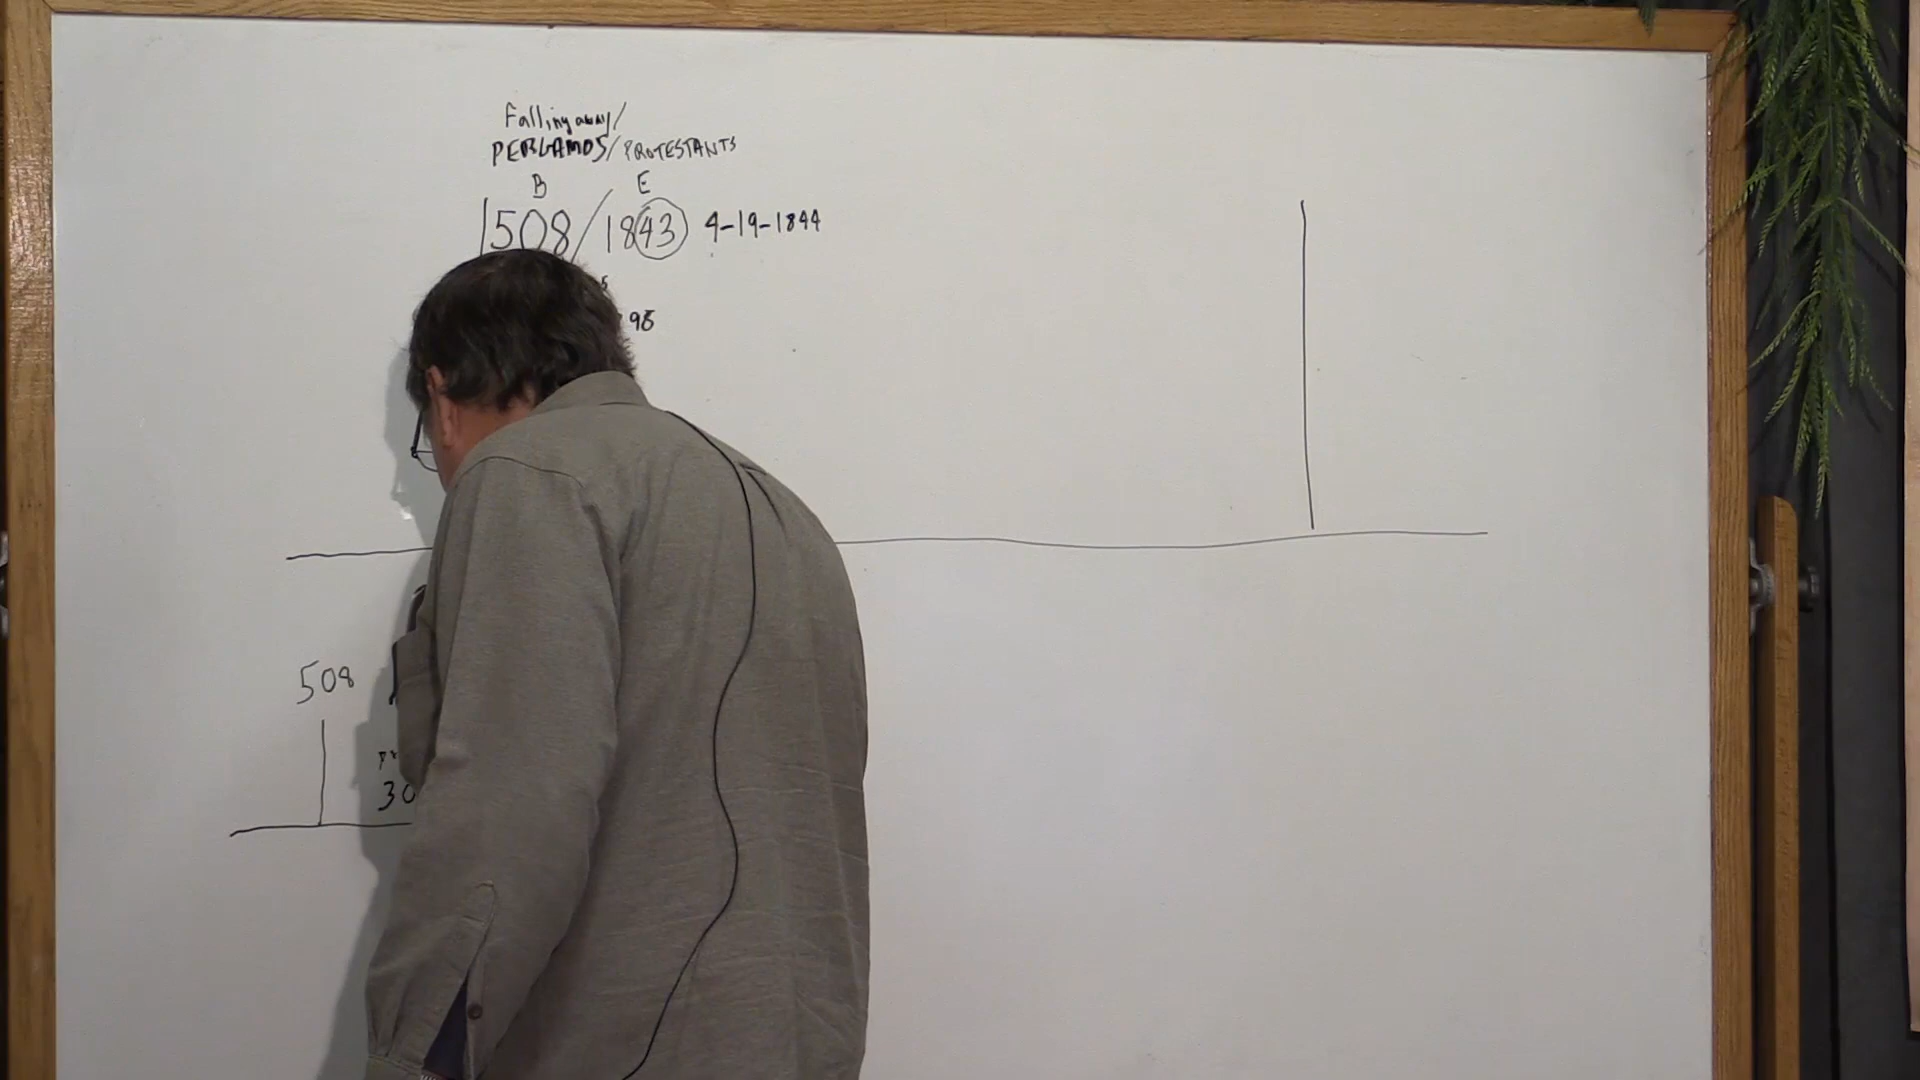 Falling away/
PERGAMOS/PROTESTANTS
B E
508/1843 4-19-1844
98
508
30